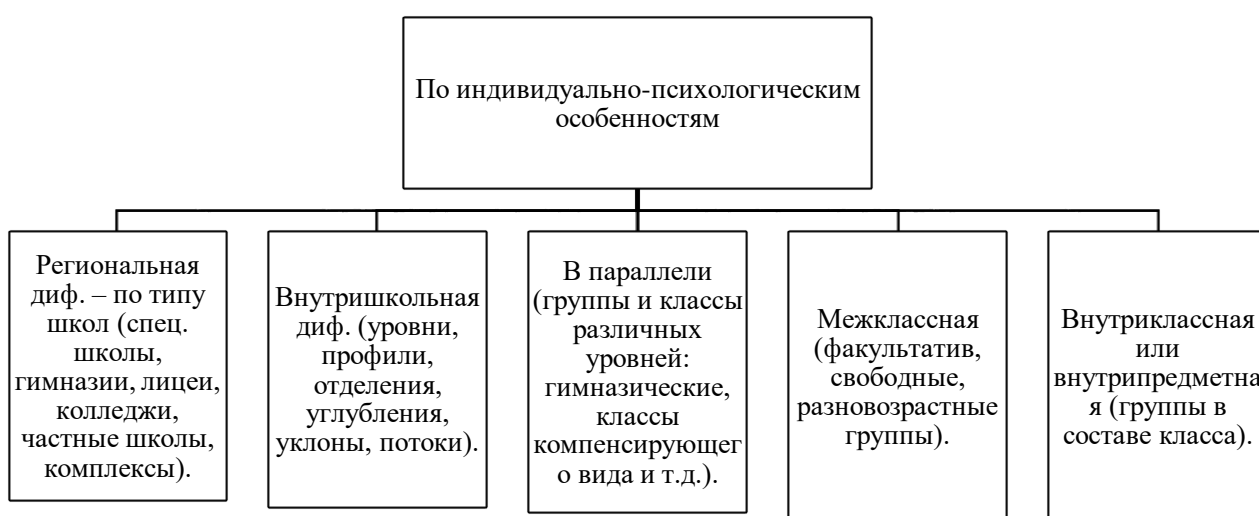 По индивидуально-психологическим
особенностям
Региональная
диф. – по типу
школ (спец.
школы,
гимназии, лицеи,
колледжи,
частные школы,
комплексы).
Внутришкольная
диф. (уровни,
профили,
отделения,
углубления,
уклоны, потоки).
В параллели
(группы и классы
различных
уровней:
гимназические,
классы
компенсирующег
о вида и т.д.).
Межклассная
(факультатив,
свободные,
разновозрастные
группы).
Внутриклассная
или
внутрипредметна
я (группы в
составе класса).